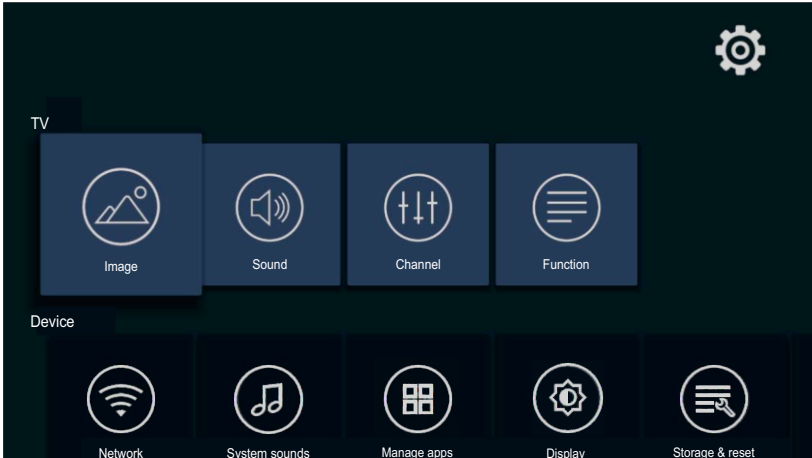 TV
Image
Sound
Channel
Function
Device
Network
System sounds
Manage apps
Display
Storage & reset